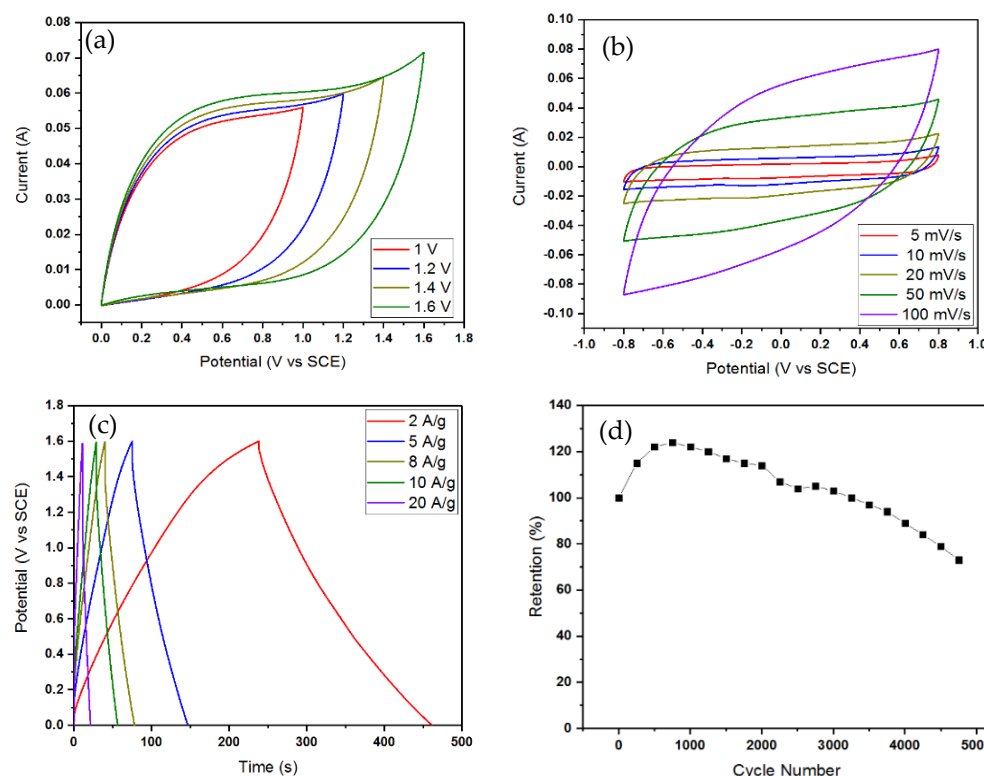 (a)
0.08
0.07
0.06
0.05
0.04
0.03
0.02
0.01
0.00
Current (A)
1 V
1.2 V
1.4 V
1.6 V
0.0 0.2 0.4 0.6 0.8 1.0 1.2 1.4 1.6 1.8
Potential (V vs SCE)
(b)
0.10
0.08
0.06
0.04
0.02
0.00
-0.02
-0.04
-0.06
-0.08
-0.10
Current (A)
5 mV/s
10 mV/s
20 mV/s
50 mV/s
100 mV/s
-1.0 -0.8 -0.6 -0.4 -0.2 0.0 0.2 0.4 0.6 0.8 1.0
Potential (V vs SCE)
(c)
1.8
1.6
1.4
1.2
1.0
0.8
0.6
0.4
0.2
0.0
Potential (V vs SCE)
2 A/g
5 A/g
8 A/g
10 A/g
20 A/g
0 100 200 300 400 500
Time (s)
(d)
140
120
100
80
60
40
20
0
Retention (%)
0 1000 2000 3000 4000 500
Cycle Number